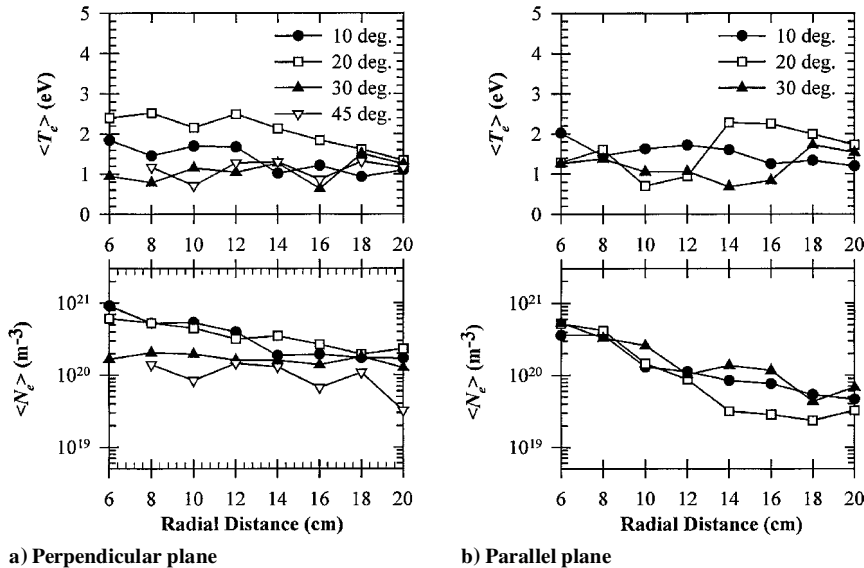 5
4
3
2
1
0
<T_e> (eV)
10 deg.
20 deg.
30 deg.
45 deg.
6 8 10 12 14 16 18 20
10^21
10^20
10^19
<N_e> (m^-3)
6 8 10 12 14 16 18 20
Radial Distance (cm)
a) Perpendicular plane
5
4
3
2
1
0
<T_e> (eV)
10 deg.
20 deg.
30 deg.
6 8 10 12 14 16 18 20
10^21
10^20
10^19
<N_e> (m^-3)
6 8 10 12 14 16 18 20
Radial Distance (cm)
b) Parallel plane